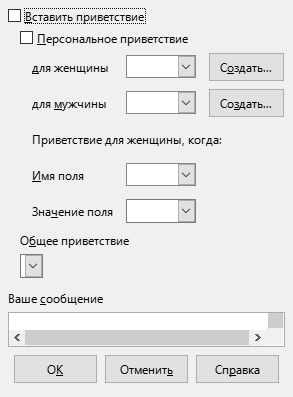 Вставить приветствие
Персональное приветствие
для женщины Создать...
для мужчины Создать...
Приветствие для женщины, когда:
Имя поля
Значение поля
Общее приветствие
Ваше сообщение
ОК Отменить Справка